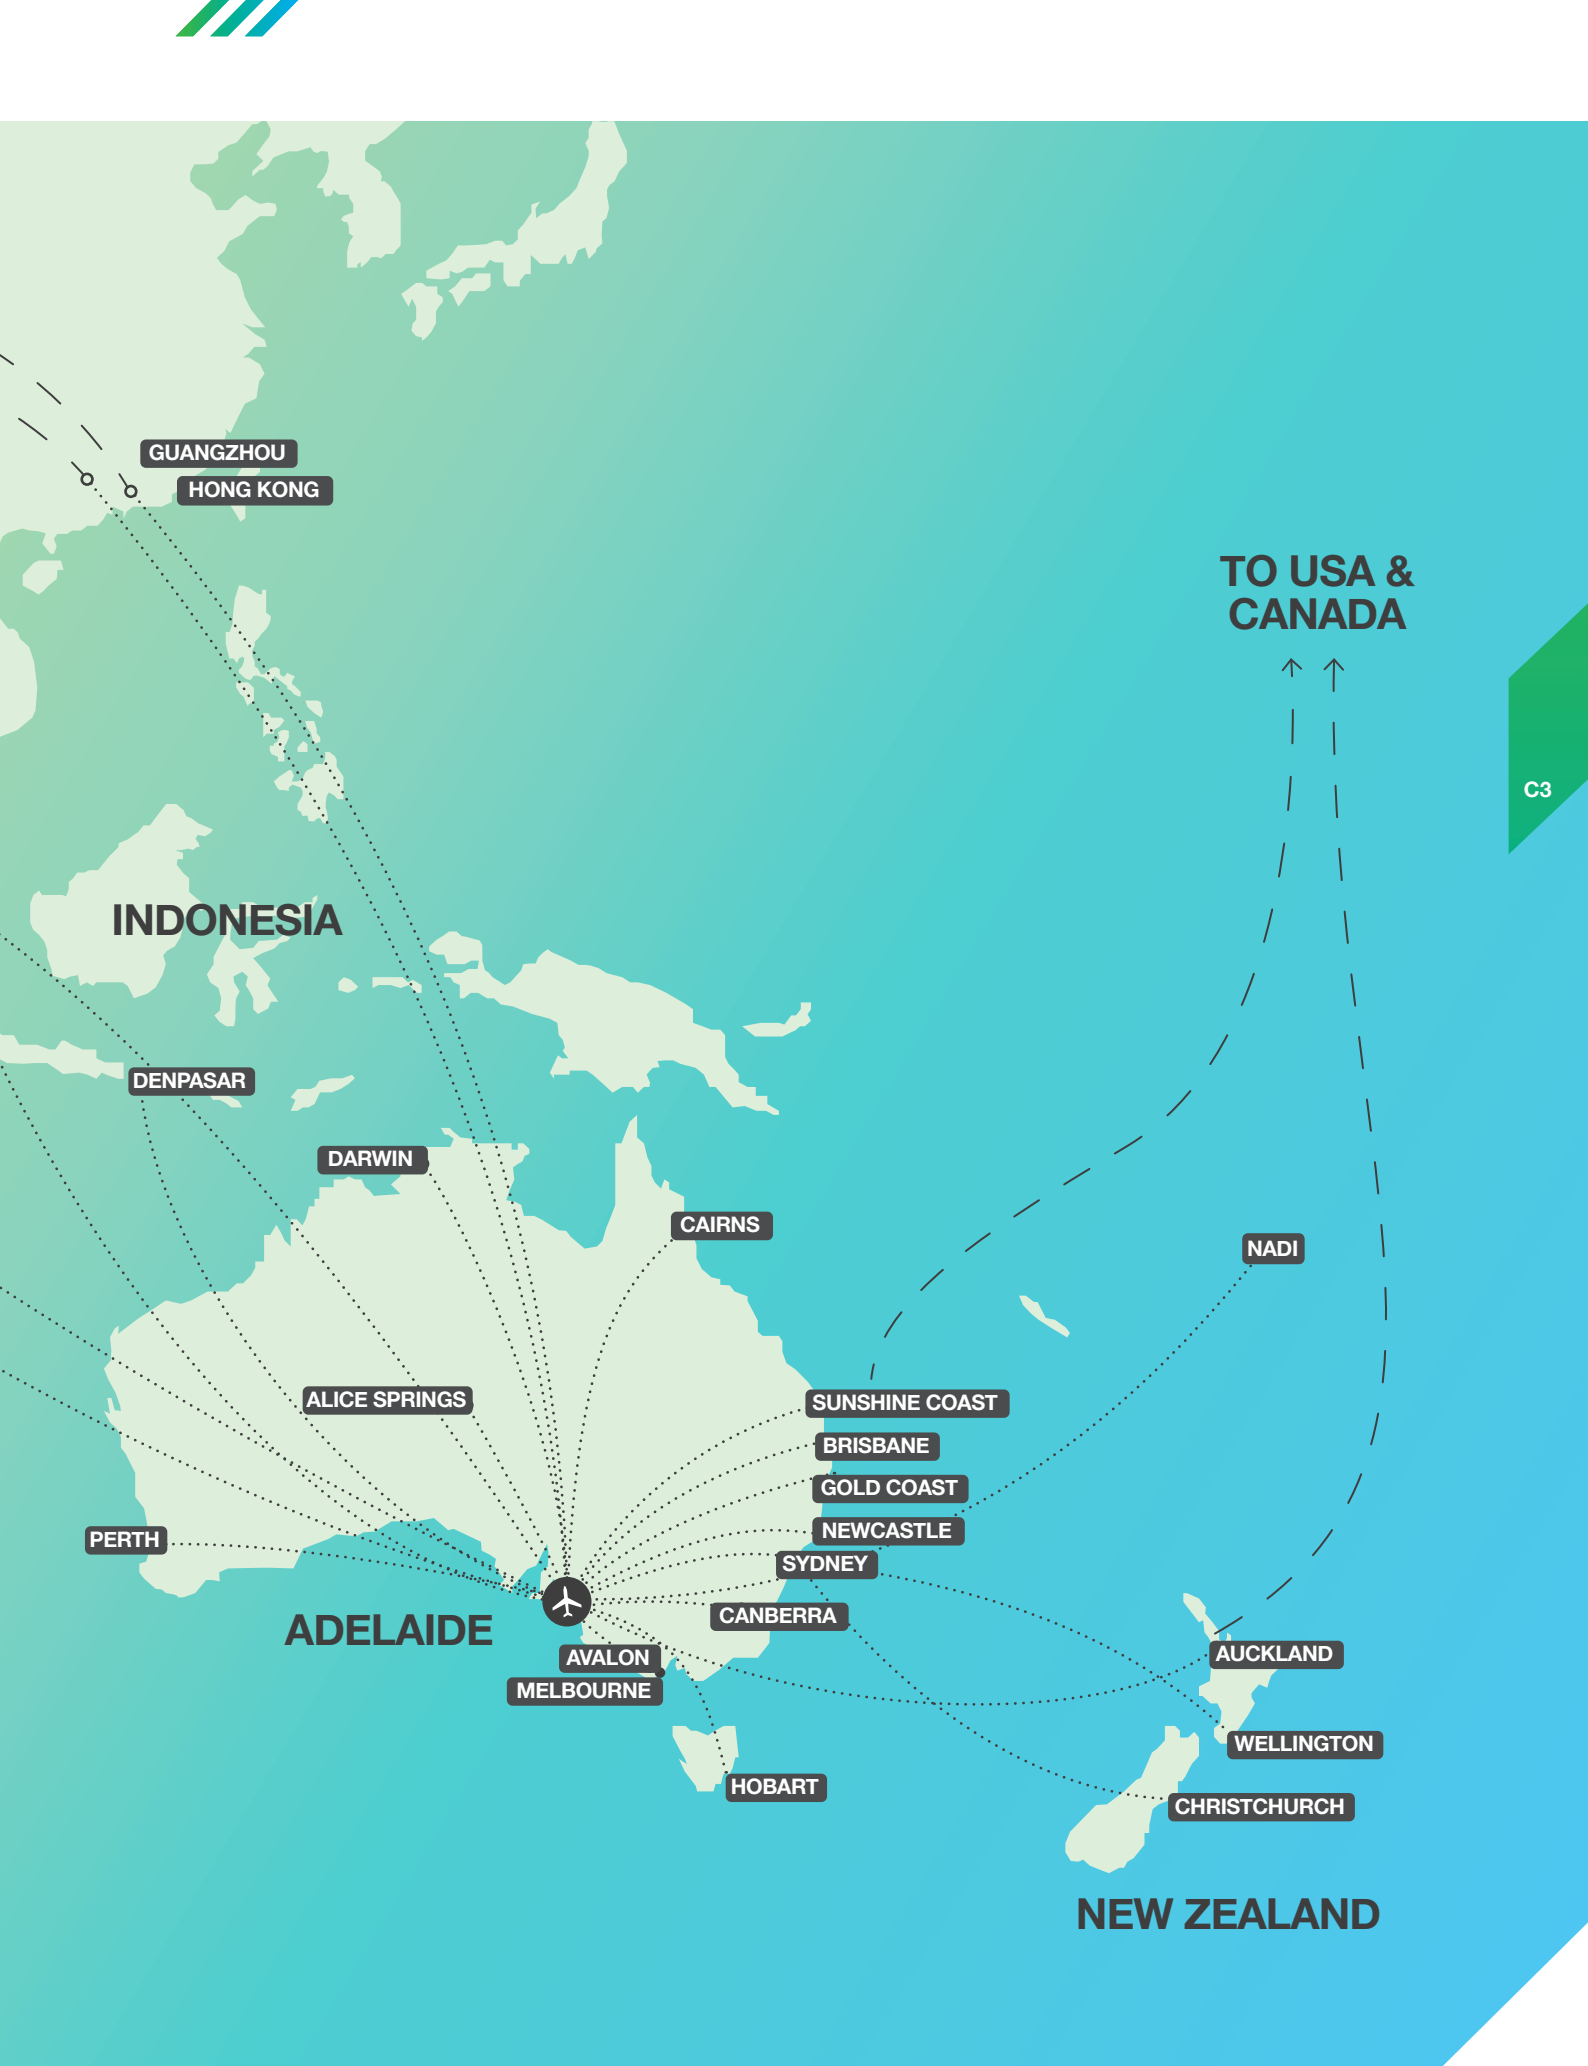 GUANGZHOU
HONG KONG
TO USA &
CANADA
C3
INDONESIA
DENPASAR
DARWIN
CAIRNS
NADI
ALICE SPRINGS
SUNSHINE COAST
BRISBANE
GOLD COAST
NEWCASTLE
PERTH
SYDNEY
CANBERRA
ADELAIDE
AVALON
AUCKLAND
MELBOURNE
WELLINGTON
HOBART
CHRISTCHURCH
NEW ZEALAND